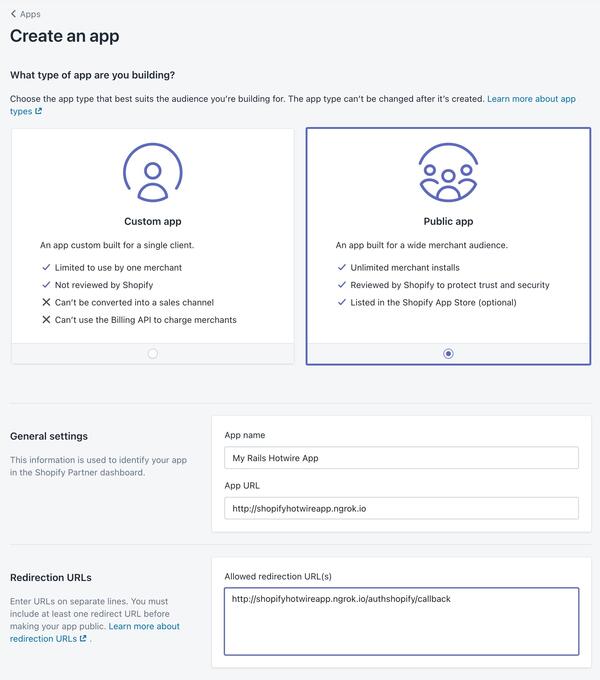 Apps
Create an app
What type of app are you building?
Choose the app type that best suits the audience you're building for. The app type can't be changed after it's created. Learn more about app
types
Custom app
An app custom built for a single client.
Limited to use by one merchant
Not reviewed by Shopify
Can't be converted into a sales channel
Can't use the Billing API to charge merchants
Public app
An app built for a wide merchant audience.
Unlimited merchant installs
Reviewed by Shopify to protect trust and security
Listed in the Shopify App Store (optional)
General settings
This information is used to identify your app
in the Shopify Partner dashboard.
App name
My Rails Hotwire App
App URL
http://shopifyhotwireapp.ngrok.io
Redirection URLs
Enter URLs on separate lines. You must
include at least one redirect URL before
making your app public. Learn more about
redirection URLs .
Allowed redirection URL(s)
http://shopifyhotwireapp.ngrok.io/authshopify/callback